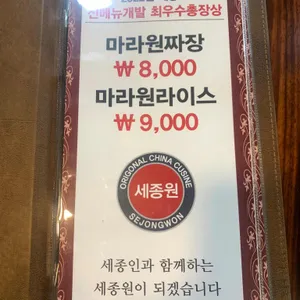 신메뉴개발 최우수총장상
마라원짜장
₩ 8,000
마라원라이스
₩ 9,000
ORIGONAL CHINA CUSINE
세종원
SEJONGWON
세종인과 함께하는
세종원이 되겠습니다